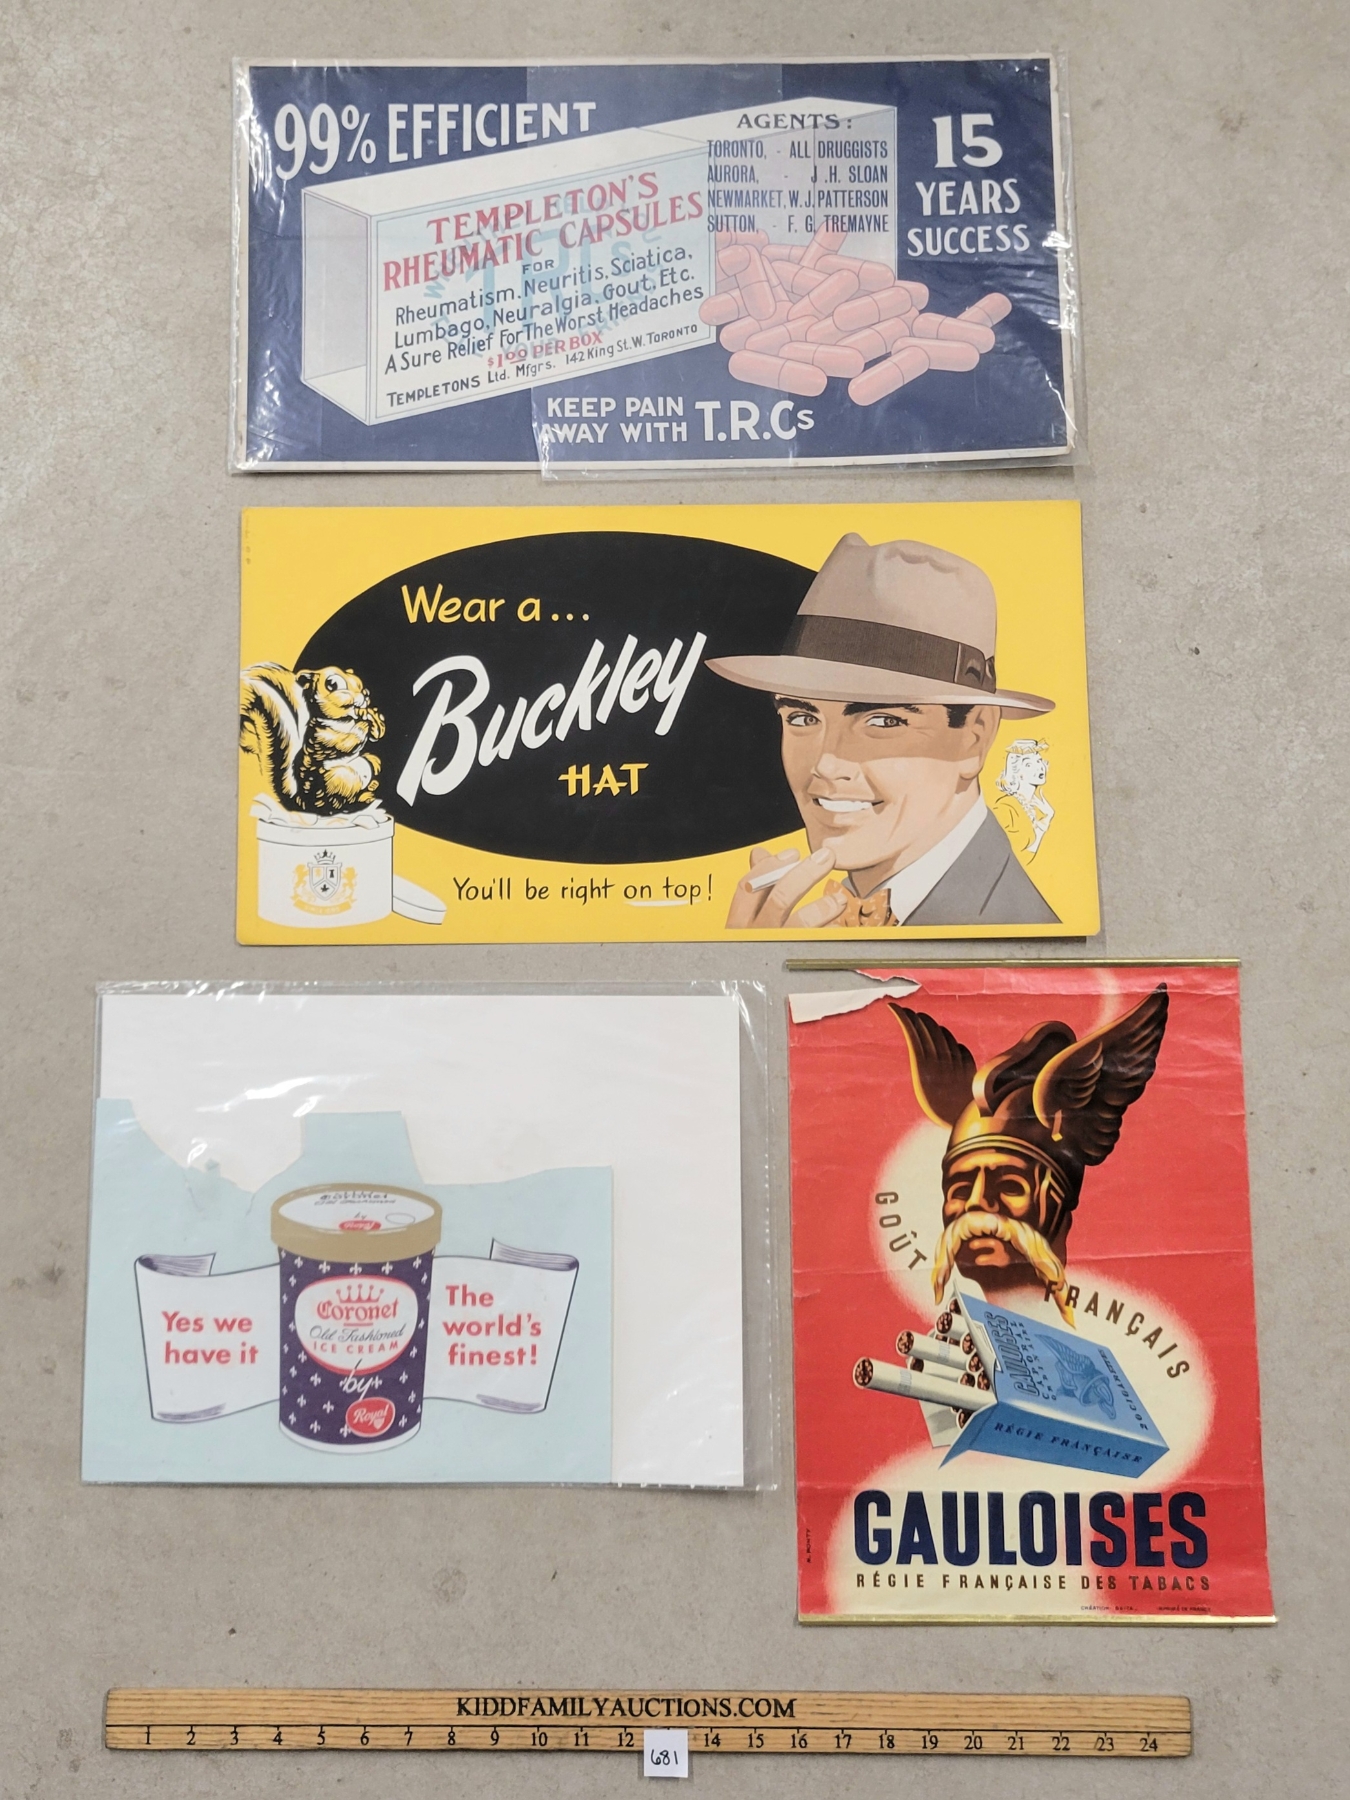 99% EFFICIENT
AGENTS:
TORONTO, - ALL DRUGGISTS
AURORA, - J.H. SLOAN
NEWMARKET, W.J. PATTERSON
SUTTON, - F. G. TREMAYNE
15
YEARS
SUCCESS
TEMPLETON'S
RHEUMATIC CAPSULES
FOR
Rheumatism, Neuritis, Sciatica,
Lumbago, Neuralgia, Gout, Etc.
A Sure Relief For The Worst Headaches
$1.00 PER BOX
TEMPLETONS Ltd. Mfgrs. 142 King St. W. TORONTO
KEEP PAIN
AWAY WITH T.R.Cs
Wear a...
Buckley
HAT
You'll be right on top!
Yes we
have it
Coronet
Old Fashioned
ICE CREAM
by
Royal
The
world's
finest!
GOÛT FRANÇAIS
GAULOISES
CAPORAL
20 CIGARETTES
RÉGIE FRANÇAISE
GAULOISES
RÉGIE FRANÇAISE DES TABACS
KIDDFAMILYAUCTIONS.COM
1 2 3 4 5 6 7 8 9 10 11 12 14 15 16 17 18 19 20 21 22 23 24
681